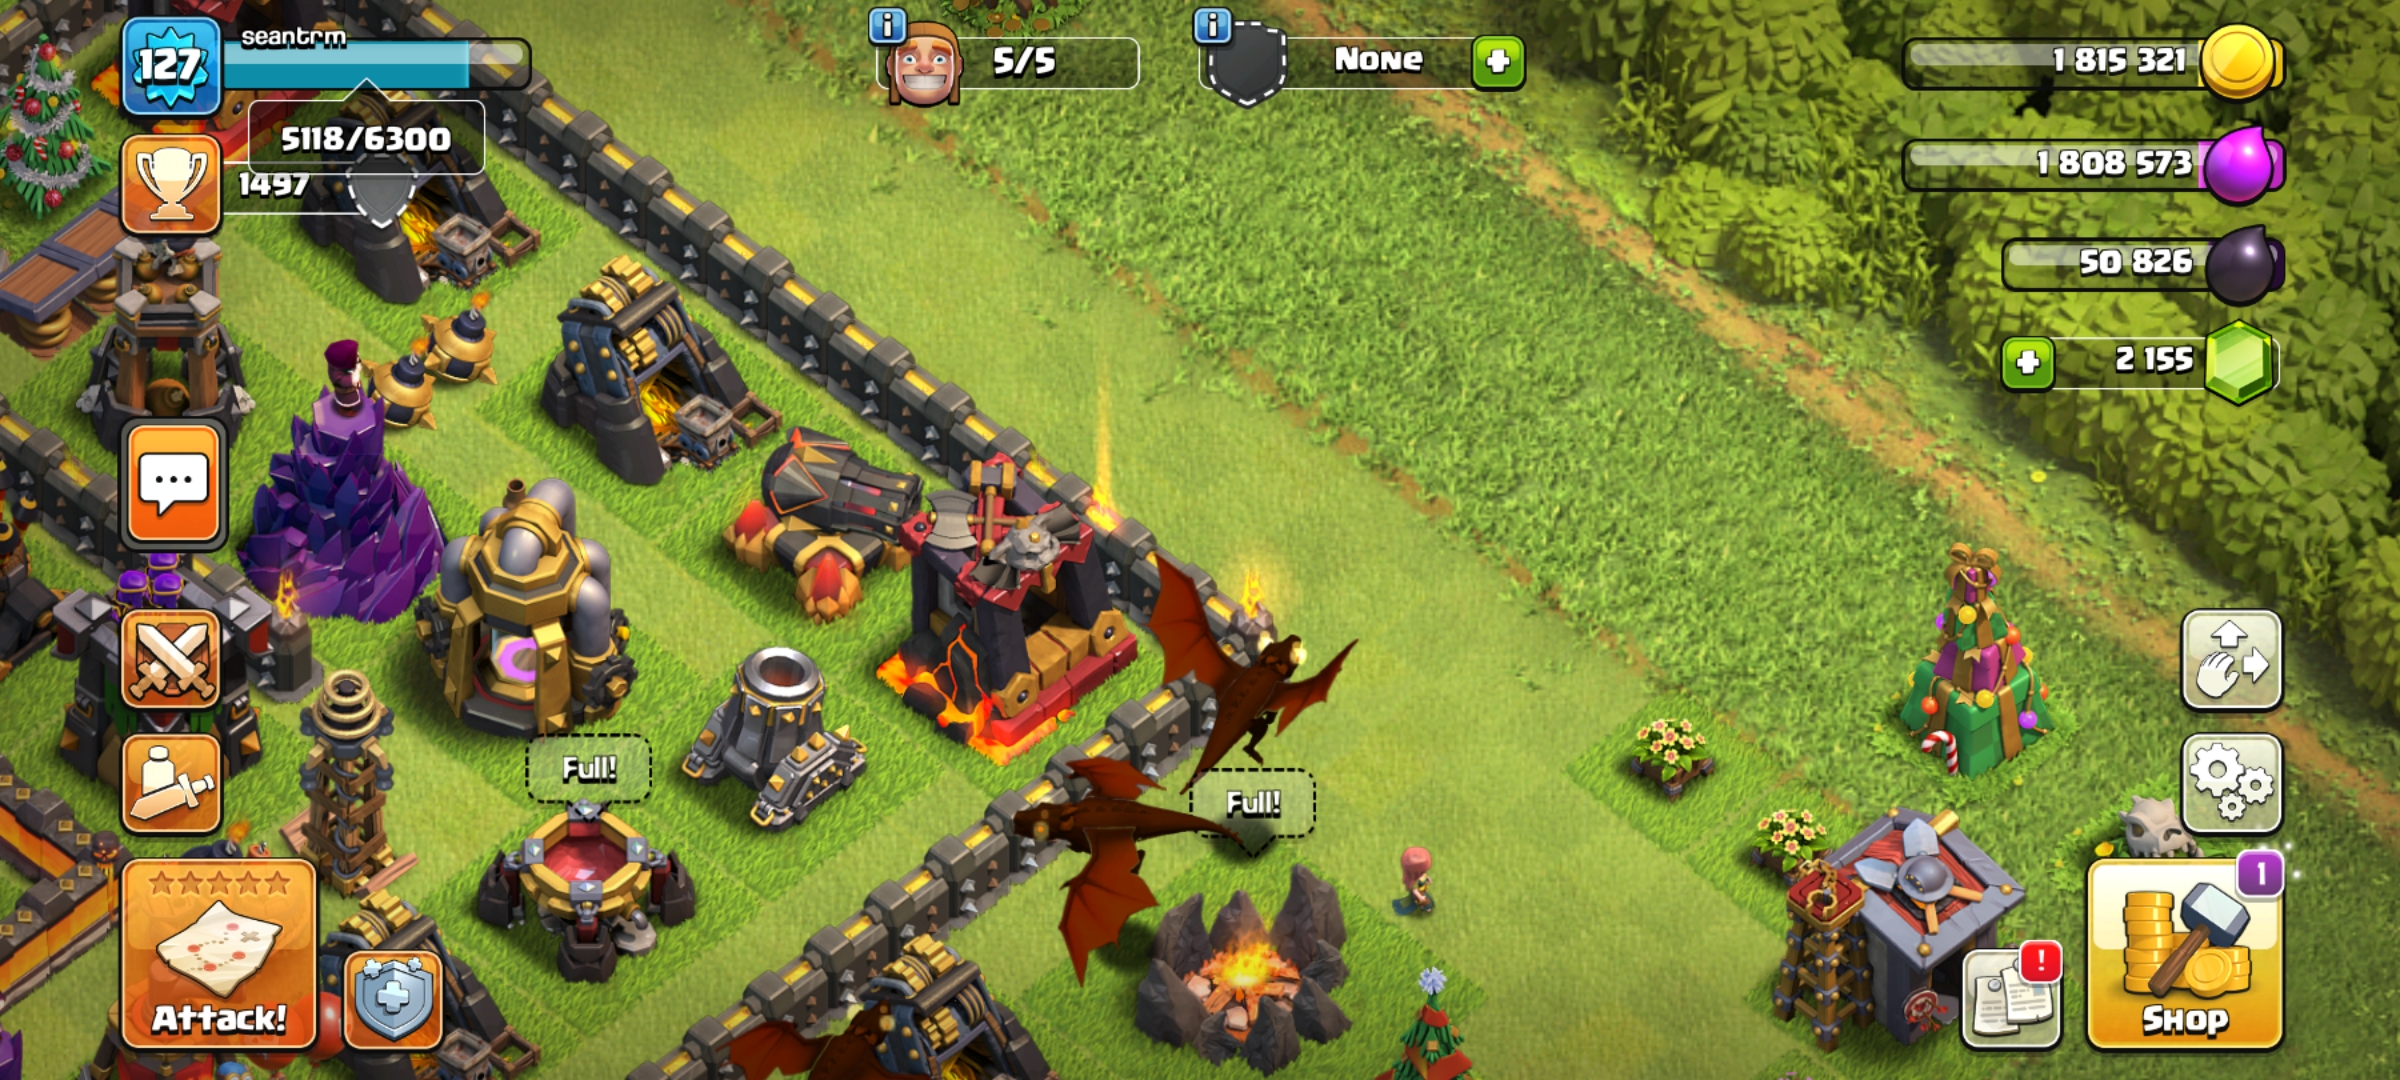 seantrm
127
5118/6300
1497
i
5/5
i
None
1 815 321
1 808 573
50 826
2 155
Full!
Full!
Attack!
!
1
Shop